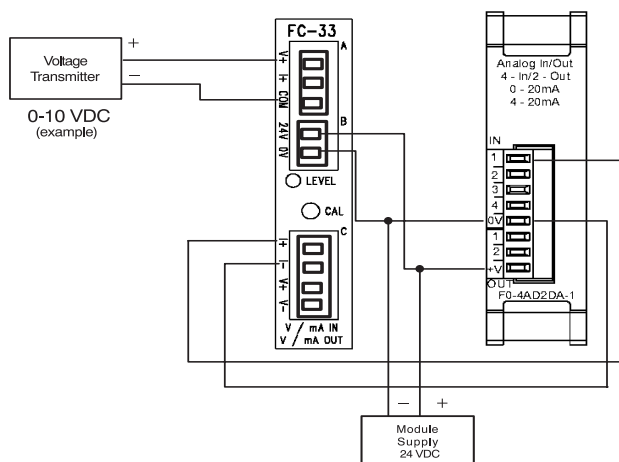 Voltage
Transmitter
+
−
0-10 VDC
(example)
FC-33
A
V+
I+
COM
B
24V
0V
LEVEL
CAL
C
I+
I-
V+
V-
V / mA IN
V / mA OUT
Analog In/Out
4 - In/2 - Out
0 - 20mA
4 - 20mA
IN
1
2
3
4
0V
1
2
+V
OUT
F0-4AD2DA-1
− +
Module
Supply
24 VDC